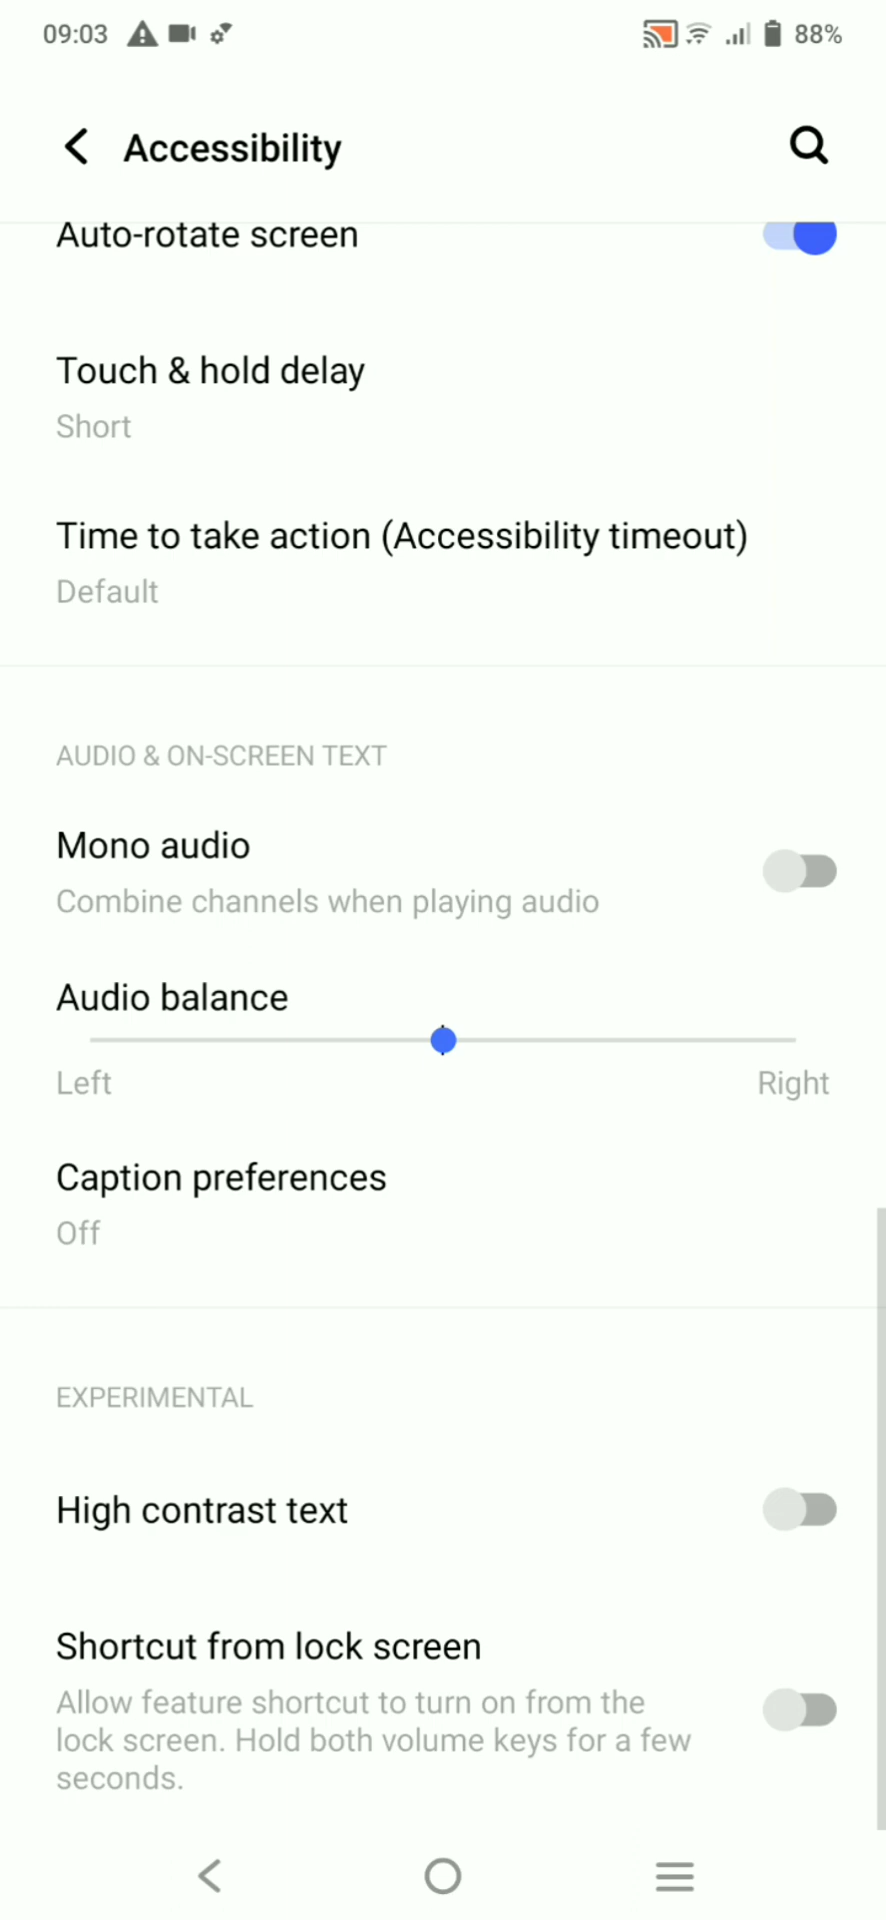 09:03
88%
Accessibility
Auto-rotate screen
Touch & hold delay
Short
Time to take action (Accessibility timeout)
Default
AUDIO & ON-SCREEN TEXT
Mono audio
Combine channels when playing audio
Audio balance
Left
Right
Caption preferences
Off
EXPERIMENTAL
High contrast text
Shortcut from lock screen
Allow feature shortcut to turn on from the
lock screen. Hold both volume keys for a few
seconds.